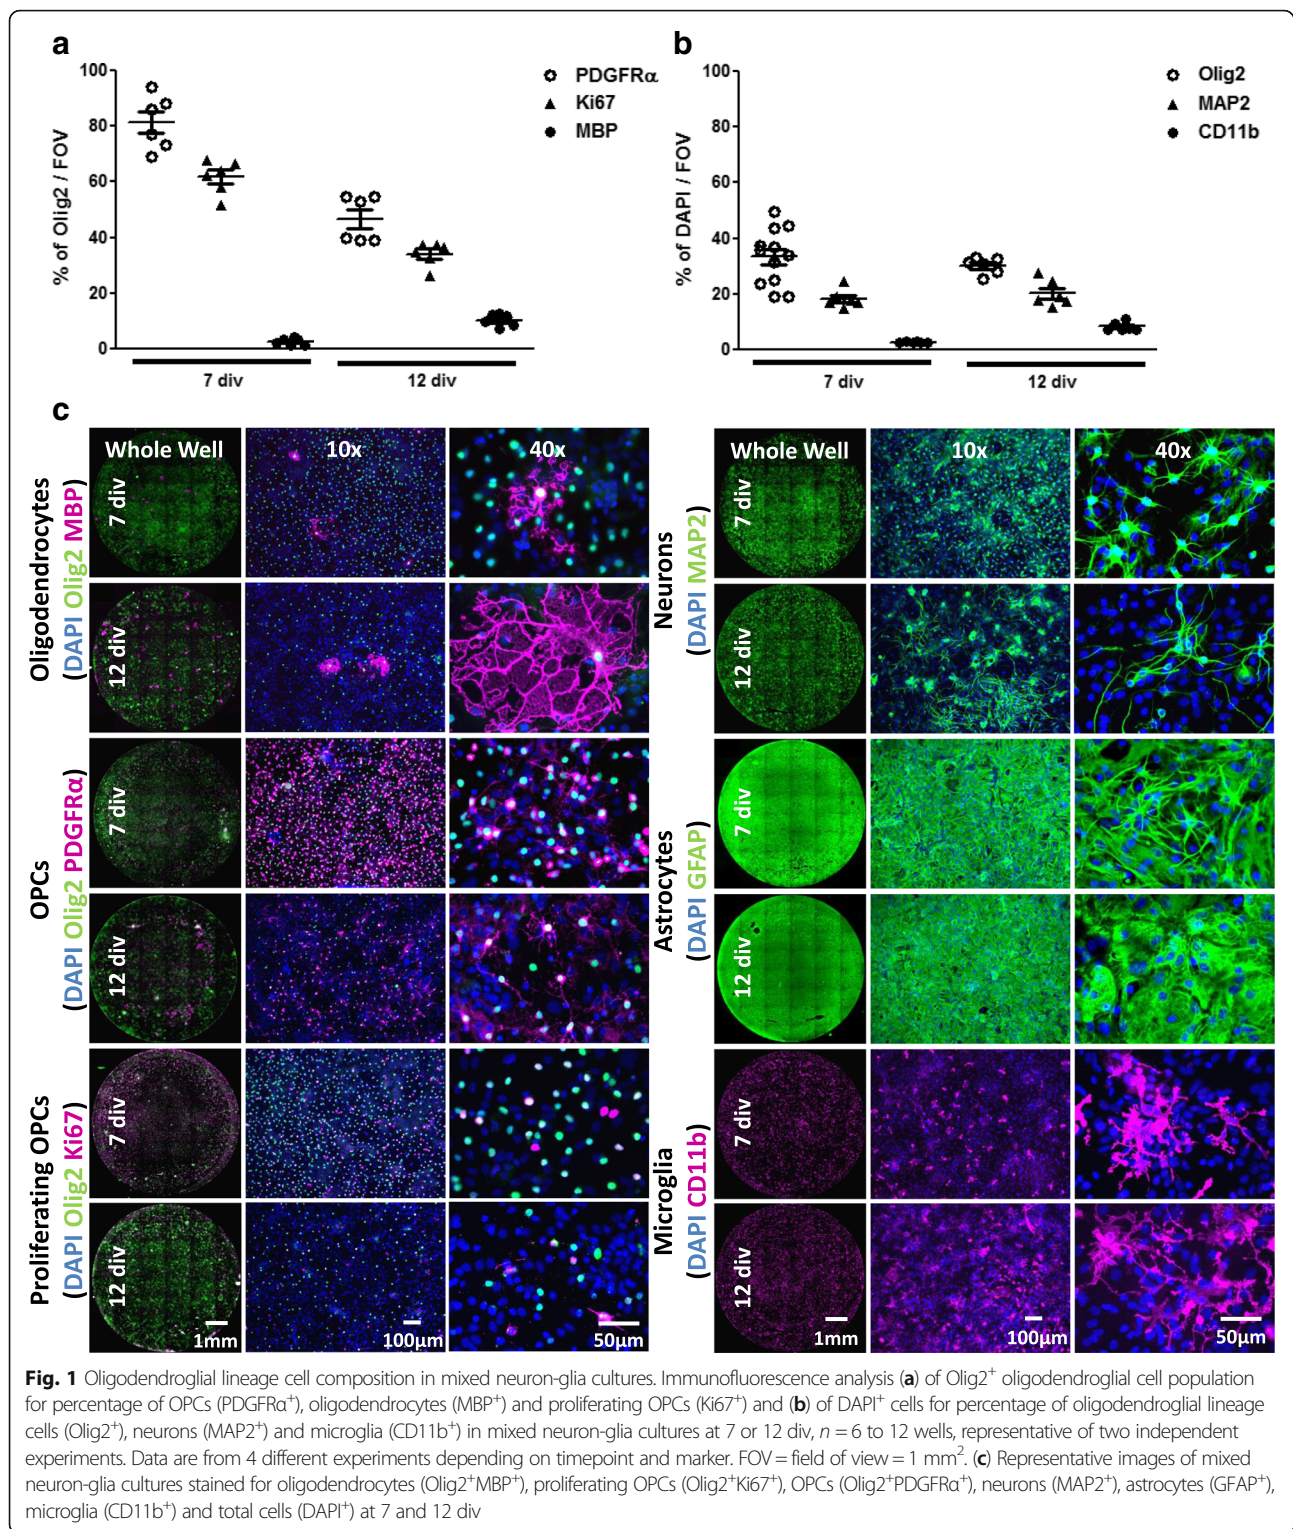 a
100
80
60
40
20
0
% of Olig2 / FOV
PDGFRα
Ki67
MBP
7 div
12 div
b
100
80
60
40
20
0
% of DAPI / FOV
Olig2
MAP2
CD11b
7 div
12 div
c
Oligodendrocytes
(DAPI Olig2 MBP)
Whole Well
10x
40x
7 div
12 div
OPCs
(DAPI Olig2 PDGFRα)
7 div
12 div
Proliferating OPCs
(DAPI Olig2 Ki67)
7 div
12 div
1mm
100µm
50µm
Neurons
(DAPI MAP2)
Whole Well
10x
40x
7 div
12 div
Astrocytes
(DAPI GFAP)
7 div
12 div
Microglia
(DAPI CD11b)
7 div
12 div
1mm
100µm
50µm
Fig. 1 Oligodendroglial lineage cell composition in mixed neuron-glia cultures. Immunofluorescence analysis (a) of Olig2⁺ oligodendroglial cell population
for percentage of OPCs (PDGFRα⁺), oligodendrocytes (MBP⁺) and proliferating OPCs (Ki67⁺) and (b) of DAPI⁺ cells for percentage of oligodendroglial lineage
cells (Olig2⁺), neurons (MAP2⁺) and microglia (CD11b⁺) in mixed neuron-glia cultures at 7 or 12 div, n = 6 to 12 wells, representative of two independent
experiments. Data are from 4 different experiments depending on timepoint and marker. FOV = field of view = 1 mm². (c) Representative images of mixed
neuron-glia cultures stained for oligodendrocytes (Olig2⁺MBP⁺), proliferating OPCs (Olig2⁺Ki67⁺), OPCs (Olig2⁺PDGFRα⁺), neurons (MAP2⁺), astrocytes (GFAP⁺),
microglia (CD11b⁺) and total cells (DAPI⁺) at 7 and 12 div